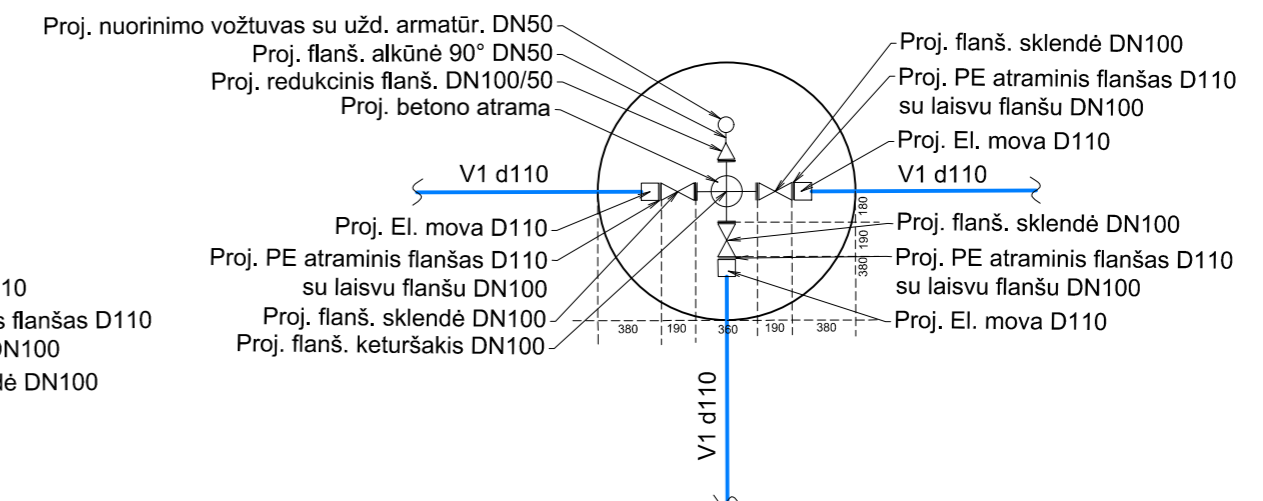 Proj. nuorinimo vožtuvas su užd. armatūr. DN50
Proj. flanš. alkūnė 90° DN50
Proj. redukcinis flanš. DN100/50
Proj. betono atrama
V1 d110
Proj. El. mova D110
Proj. PE atraminis flanšas D110
su laisvu flanšu DN100
Proj. flanš. sklendė DN100
Proj. flanš. keturšakis DN100
Proj. flanš. sklendė DN100
Proj. PE atraminis flanšas D110
su laisvu flanšu DN100
Proj. El. mova D110
V1 d110
Proj. flanš. sklendė DN100
Proj. PE atraminis flanšas D110
su laisvu flanšu DN100
Proj. El. mova D110
180
190
380
380 190 360 190 380
V1 d110
10
s flanšas D110
DN100
dė DN100